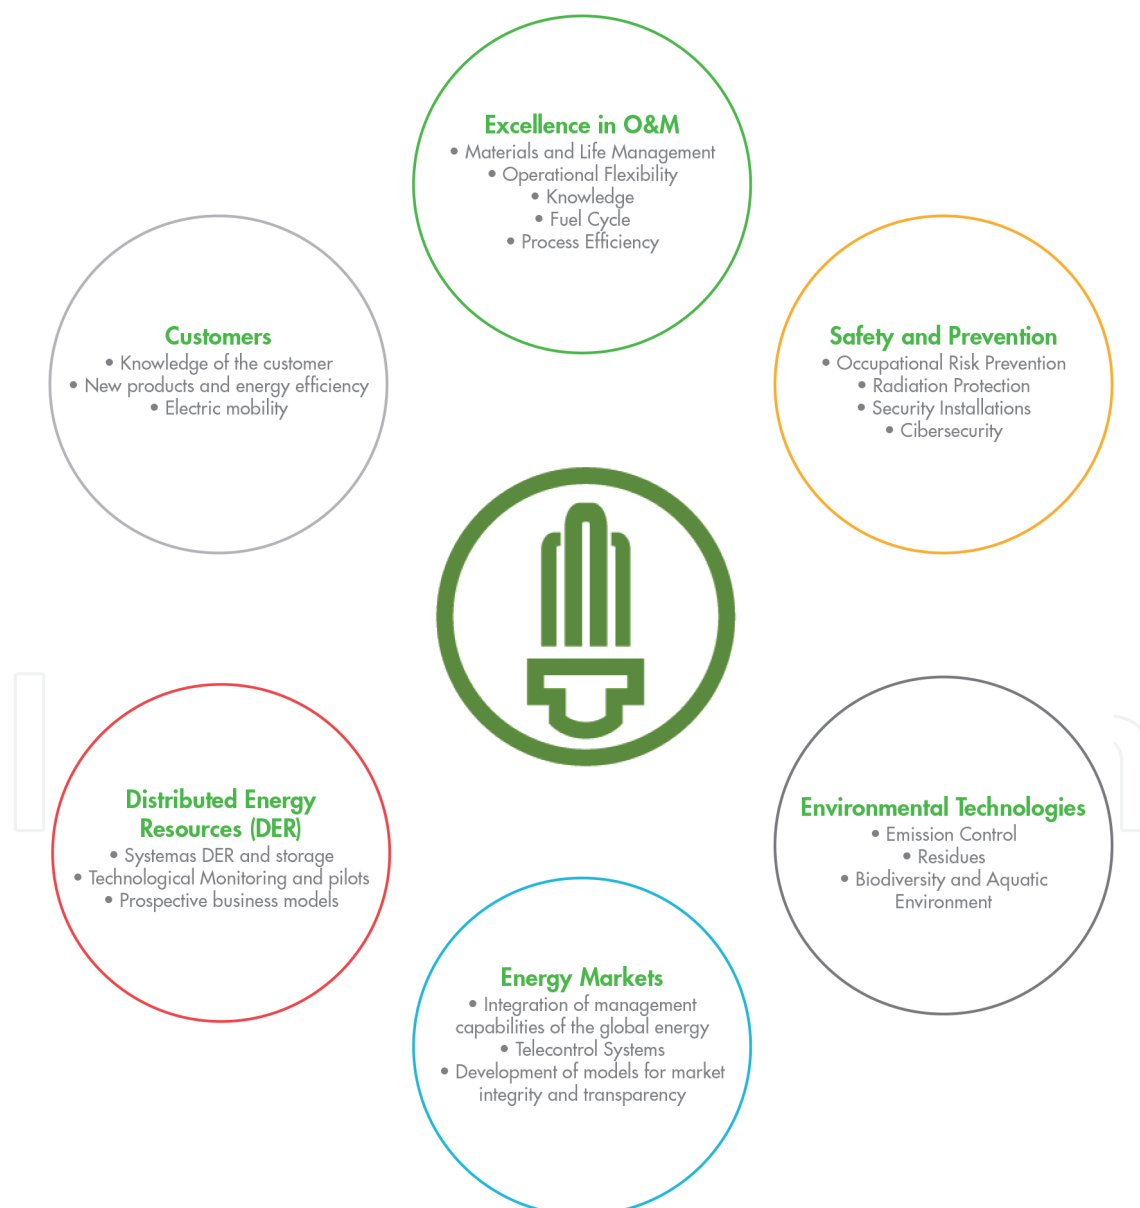 Excellence in O&M
• Materials and Life Management
• Operational Flexibility
• Knowledge
• Fuel Cycle
• Process Efficiency
Customers
• Knowledge of the customer
• New products and energy efficiency
• Electric mobility
Safety and Prevention
• Occupational Risk Prevention
• Radiation Protection
• Security Installations
• Cibersecurity
Distributed Energy
Resources (DER)
• Systemas DER and storage
• Technological Monitoring and pilots
• Prospective business models
Environmental Technologies
• Emission Control
• Residues
• Biodiversity and Aquatic
Environment
Energy Markets
• Integration of management
capabilities of the global energy
• Telecontrol Systems
• Development of models for market
integrity and transparency